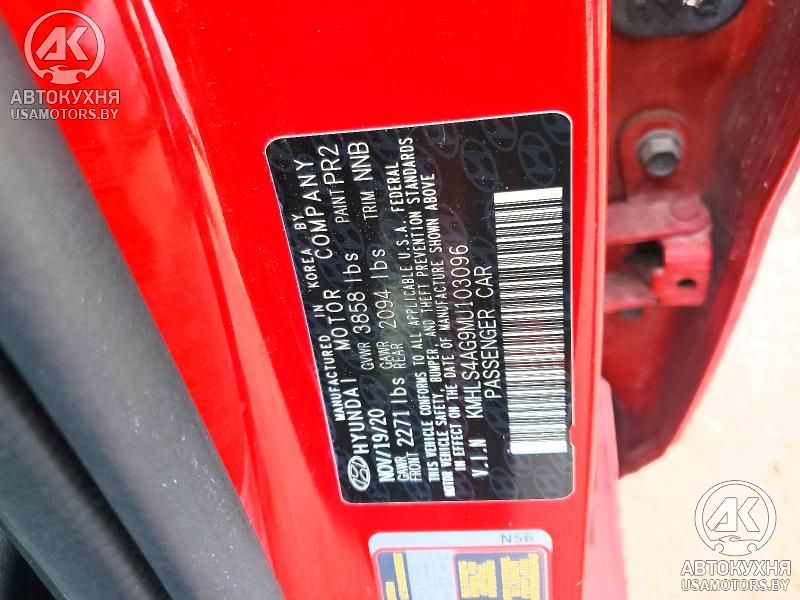 AK
АВТОКУХНЯ
USAMOTORS.BY
MANUFACTURED IN KOREA BY
HYUNDAI MOTOR COMPANY
NOV/19/20 GVWR 3858 lbs PAINT PR2
GAWR FRONT 2271 lbs GAWR REAR 2094 lbs TRIM NNB
THIS VEHICLE CONFORMS TO ALL APPLICABLE U.S.A. FEDERAL
MOTOR VEHICLE SAFETY, BUMPER, AND THEFT PREVENTION STANDARDS
IN EFFECT ON THE DATE OF MANUFACTURE SHOWN ABOVE
V.I.N KMHLS4AG9MU103096
PASSENGER CAR
N56
AK
АВТОКУХНЯ
USAMOTORS.BY